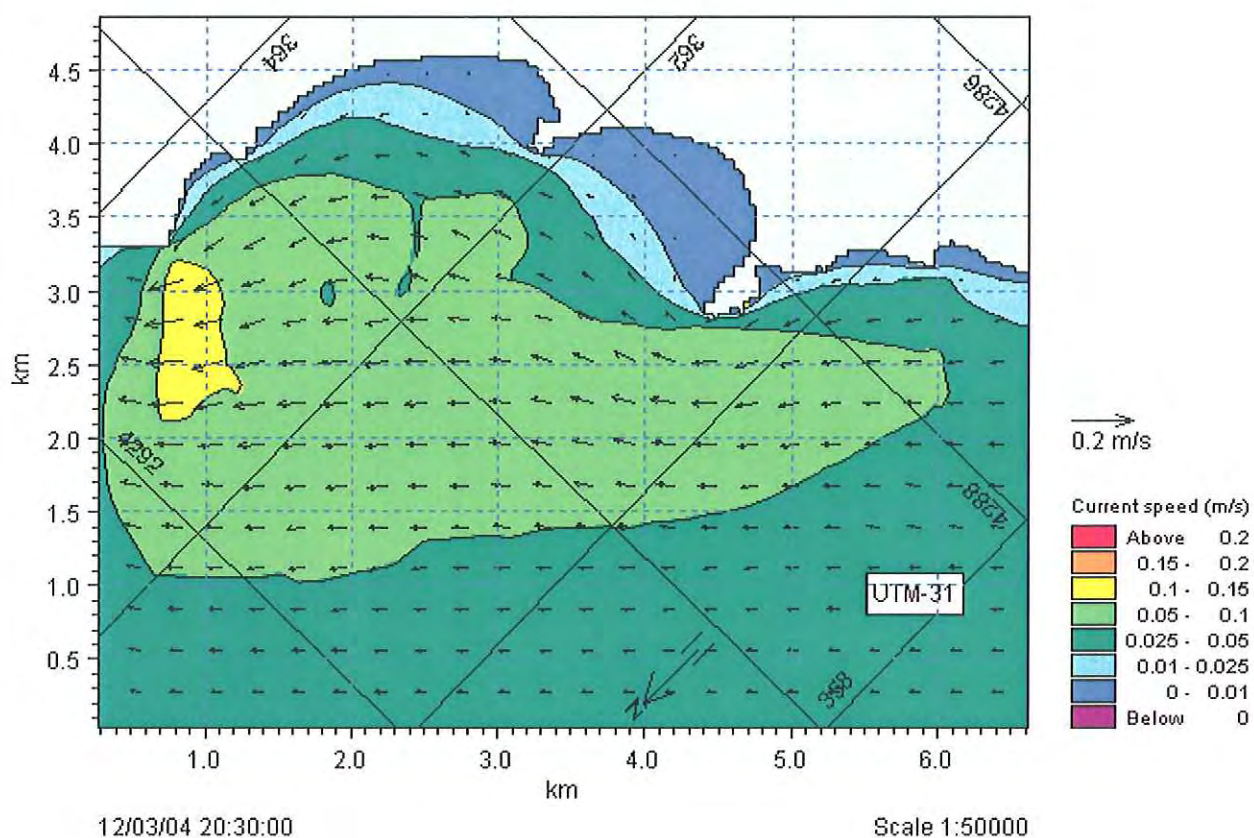 4.5
4.0
3.5
3.0
2.5
2.0
1.5
1.0
0.5
km
364
362
4286
4292
4288
358
UTM-31
N
1.0
2.0
3.0
4.0
5.0
6.0
km
12/03/04 20:30:00
Scale 1:50000
0.2 m/s
Current speed (m/s)
Above 0.2
0.15 - 0.2
0.1 - 0.15
0.05 - 0.1
0.025 - 0.05
0.01 - 0.025
0 - 0.01
Below 0